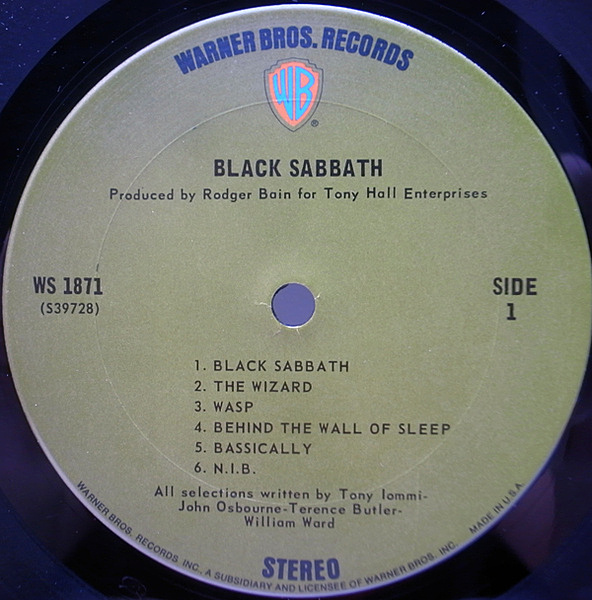 WARNER BROS. RECORDS
WB
®
BLACK SABBATH
Produced by Rodger Bain for Tony Hall Enterprises
WS 1871
(S39728)
SIDE
1
1. BLACK SABBATH
2. THE WIZARD
3. WASP
4. BEHIND THE WALL OF SLEEP
5. BASSICALLY
6. N.I.B.
All selections written by Tony Iommi-
John Osbourne-Terence Butler-
William Ward
STEREO
WARNER BROS. RECORDS INC., A SUBSIDIARY AND LICENSEE OF WARNER BROS. INC. MADE IN U.S.A.